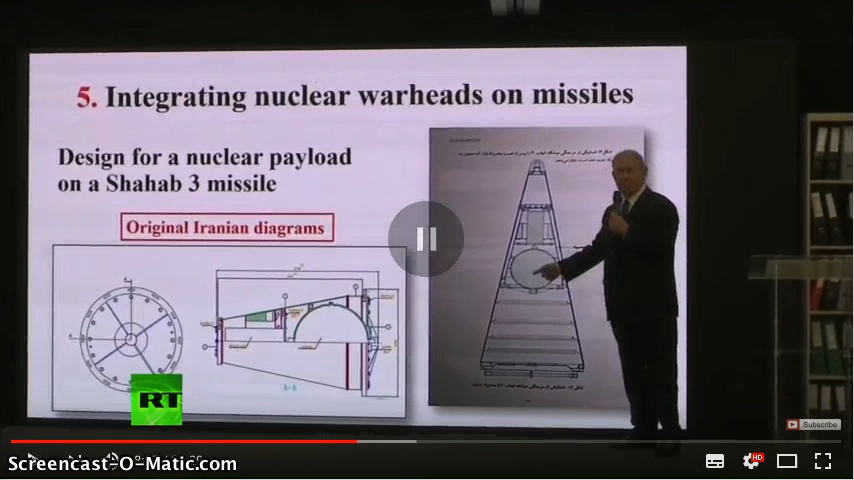 5. Integrating nuclear warheads on missiles
Design for a nuclear payload
on a Shahab 3 missile
Original Iranian diagrams
RT
Subscribe
HD
Screencast-O-Matic.com